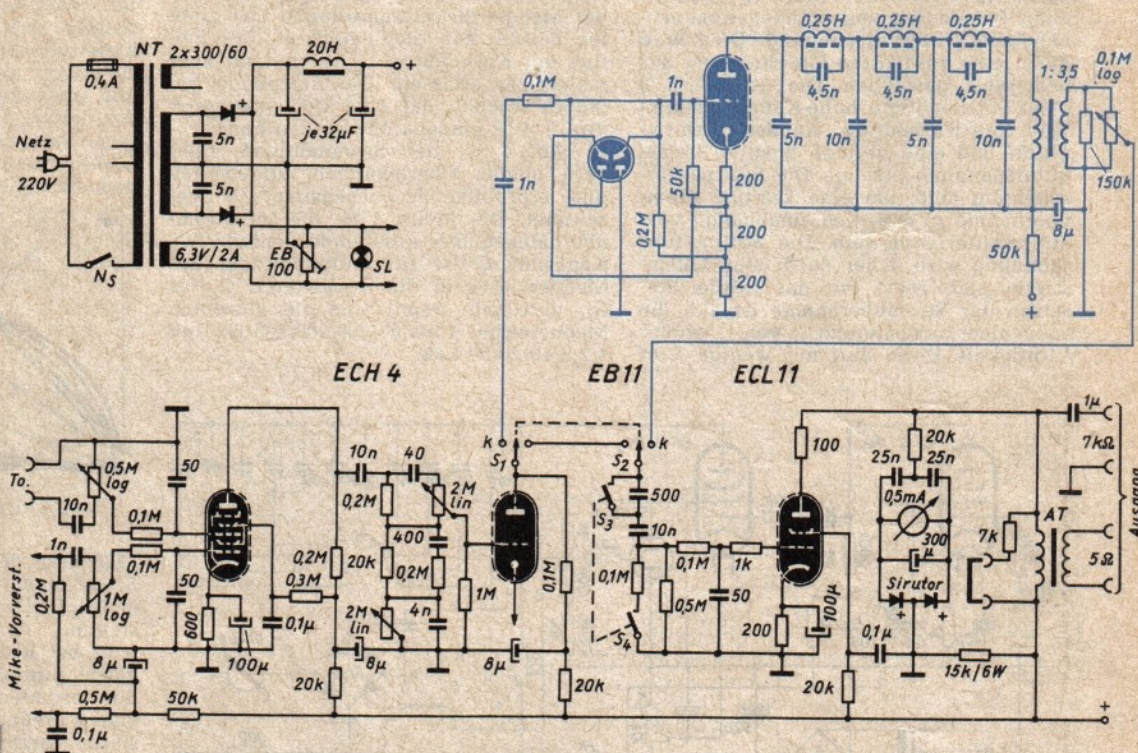 NT
2x300/60
0,4A
20H
+
+
5n
je 32µF
Netz
220V
5n
+
6,3V/2A
EB
100
SL
NS
0,25H
0,25H
0,25H
4,5n
4,5n
4,5n
1:3,5
0,1M
log
0,1M
1n
1n
5n
10n
5n
10n
50k
200
0,2M
200
200
150k
8µ
50k
+
ECH 4
EB11
ECL11
To.
0,5M
log
10n
50
0,1M
1n
0,1M
0,2M
1M
log
50
600
100µ
0,1µ
8µ
Mike-Vorverst.
0,5M
50k
0,1µ
10n
40
0,2M
2M
lin
400
0,2M
0,3M
20k
0,2M
1M
2M
lin
4n
8µ
20k
k
S1
S2
k
0,1M
8µ
20k
S3
500
10n
0,1M
1k
0,1M
0,5M
50
S4
100
200
100µ
20k
0,1µ
20k
25n
25n
0,5mA
300
µ
Sirutor
+
+
15k/6W
7k
AT
1µ
7kΩ
5Ω
Ausgang
+